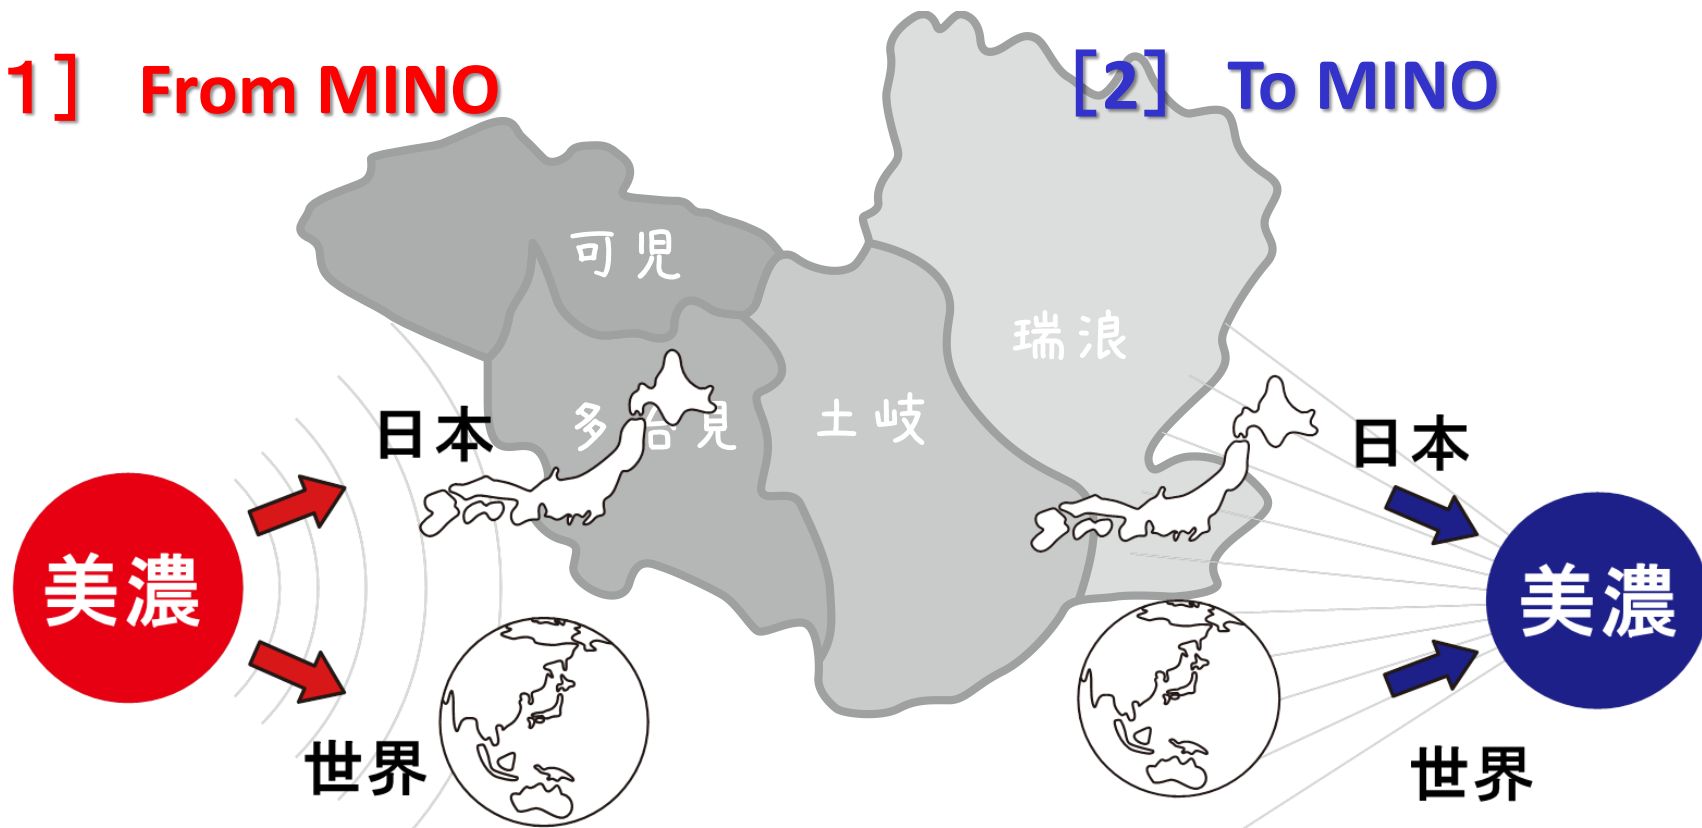 1］ From MINO
［2］ To MINO
可児
瑞浪
多治見
土岐
日本
美濃
世界
日本
美濃
世界